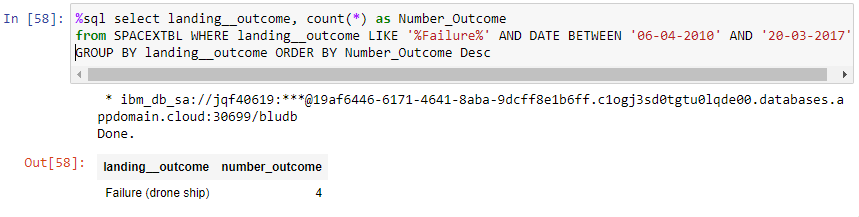 In [58]: %sql select landing__outcome, count(*) as Number_Outcome
from SPACEXTBL WHERE landing__outcome LIKE '%Failure%' AND DATE BETWEEN '06-04-2010' AND '20-03-2017'
GROUP BY landing__outcome ORDER BY Number_Outcome Desc
* ibm_db_sa://jqf40619:***@19af6446-6171-4641-8aba-9dcff8e1b6ff.c1ogj3sd0tgtu0lqde00.databases.a
ppdomain.cloud:30699/bludb
Done.
Out[58]: landing__outcome number_outcome
Failure (drone ship) 4